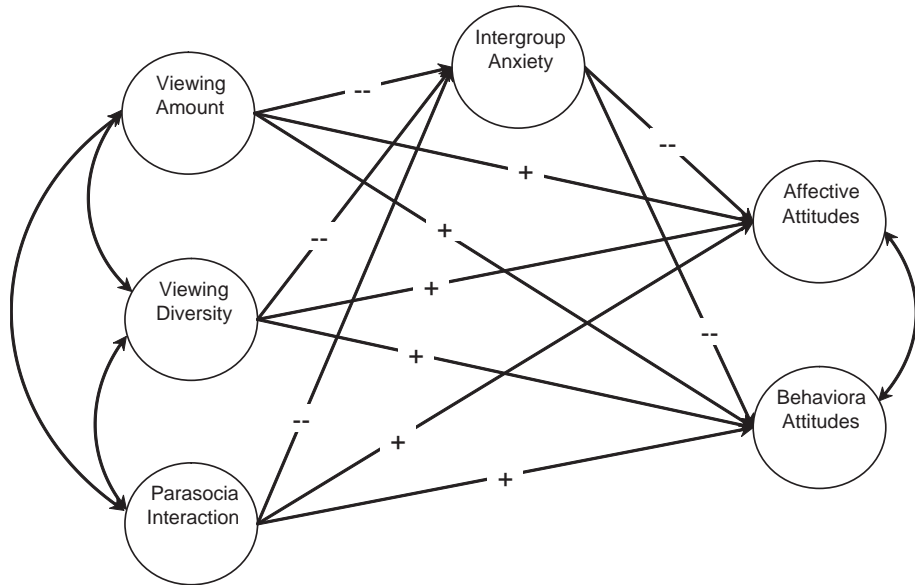 Intergroup
Anxiety
Viewing
Amount
--
--
+
Affective
Attitudes
+
--
Viewing
Diversity
+
--
+
Behaviora
Attitudes
--
+
Parasocia
Interaction
+